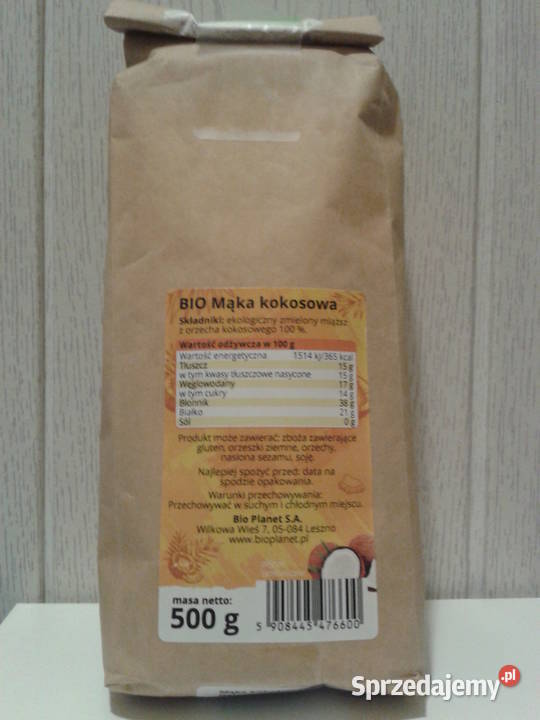 BIO Mąka kokosowa
Składniki: ekologiczny zmielony miąższ
z orzecha kokosowego 100 %.
Wartość odżywcza w 100 g
Wartość energetyczna 1514 kj/365 kcal
Tłuszcz 15 g
w tym kwasy tłuszczowe nasycone 15 g
Węglowodany 17 g
w tym cukry 14 g
Błonnik 38 g
Białko 21 g
Sól 0 g
Produkt może zawierać: zboża zawierające
gluten, orzeszki ziemne, orzechy,
nasiona sezamu, soję.
Najlepiej spożyć przed: data na
spodzie opakowania.
Warunki przechowywania:
Przechowywać w suchym i chłodnym miejscu.
Bio Planet S.A.
Wilkowa Wieś 7, 05-084 Leszno
www.bioplanet.pl
masa netto:
500 g
5 908445 476600
Sprzedajemy.pl